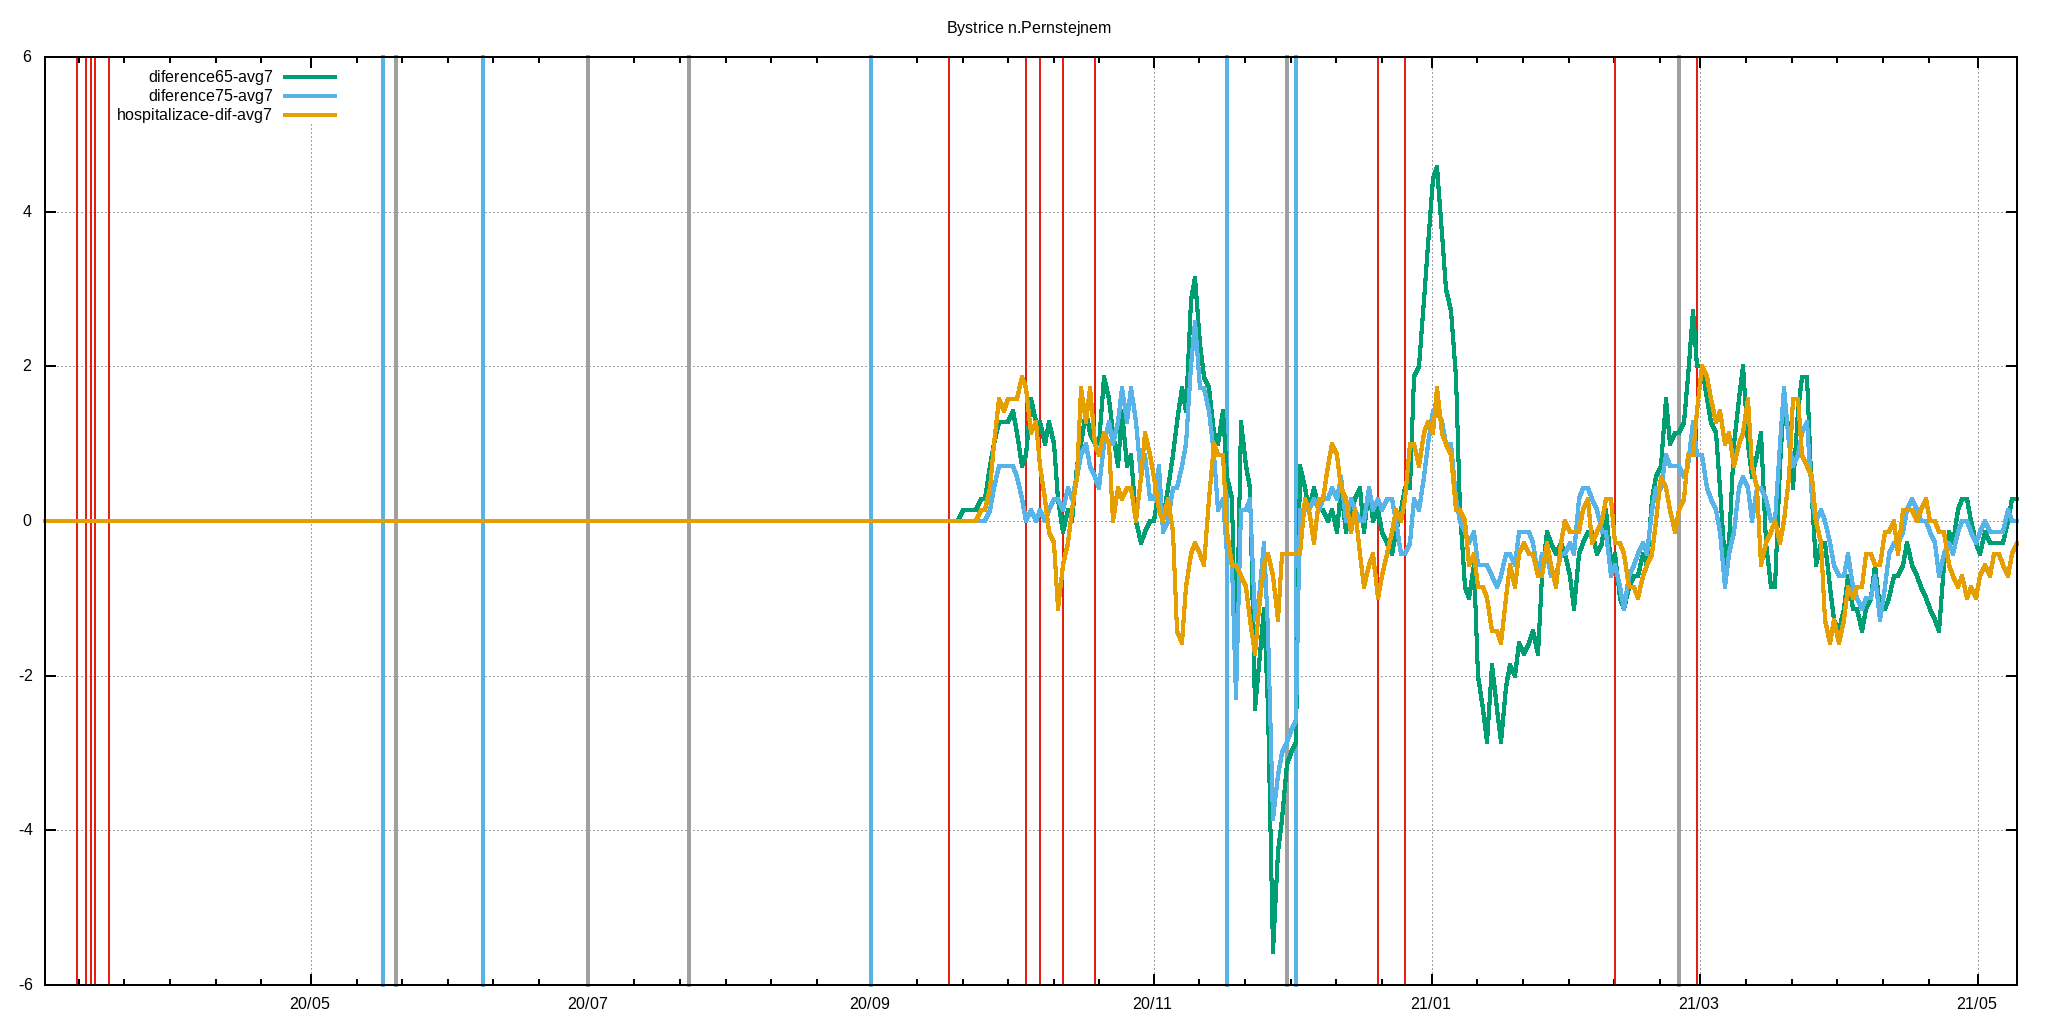 Bystrice n.Pernstejnem
6
diference65-avg7
diference75-avg7
hospitalizace-dif-avg7
4
2
0
-2
-4
-6
20/05 20/07 20/09 20/11 21/01 21/03 21/05